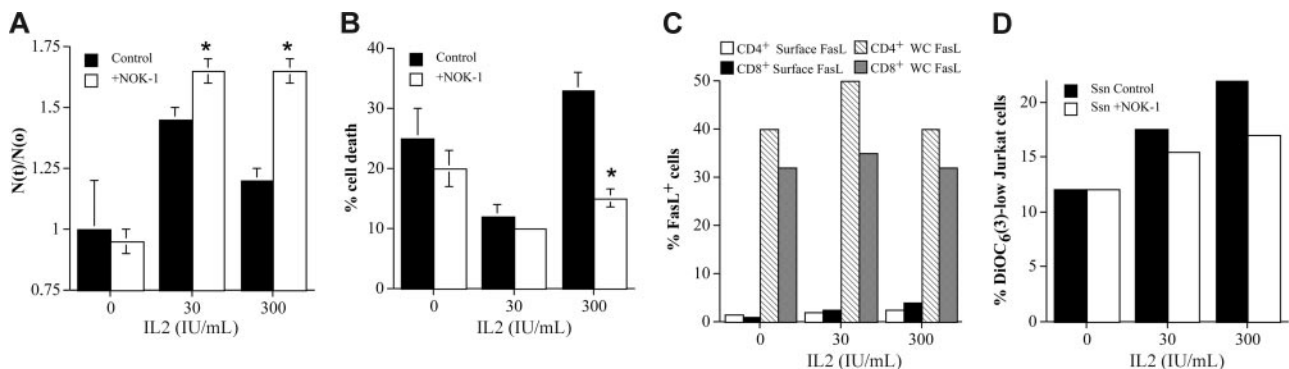 A
1.75
1.5
1.25
1
0.75
N(t)/N(o)
Control
+NOK-1
*
*
0
30
300
IL2 (IU/mL)
B
40
30
20
10
0
% cell death
Control
+NOK-1
*
0
30
300
IL2 (IU/mL)
C
CD4+ Surface FasL
CD4+ WC FasL
CD8+ Surface FasL
CD8+ WC FasL
50
40
30
20
10
0
% FasL+ cells
0
30
300
IL2 (IU/mL)
D
20
15
10
5
0
% DiOC6(3)-low Jurkat cells
Ssn Control
Ssn +NOK-1
0
30
300
IL2 (IU/mL)